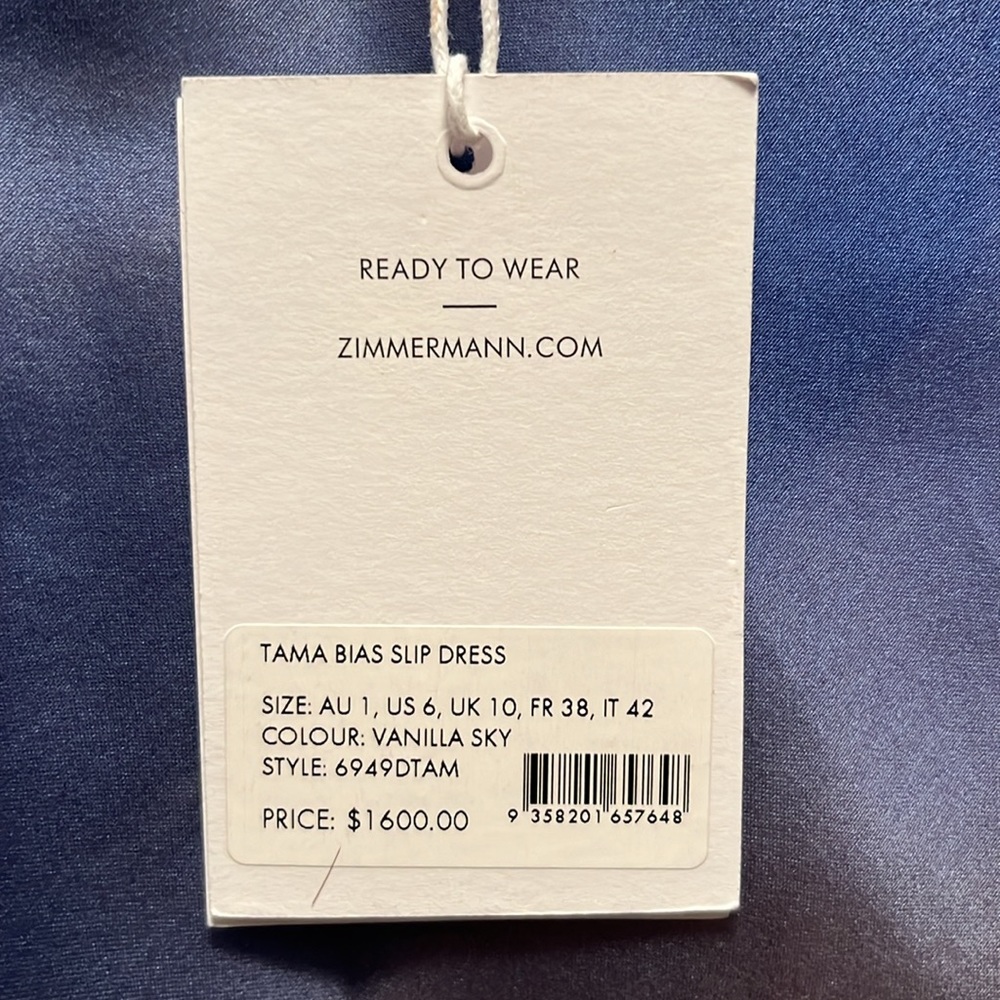 READY TO WEAR
ZIMMERMANN.COM
TAMA BIAS SLIP DRESS
SIZE: AU 1, US 6, UK 10, FR 38, IT 42
COLOUR: VANILLA SKY
STYLE: 6949DTAM
PRICE: $1600.00
9 358201 657648